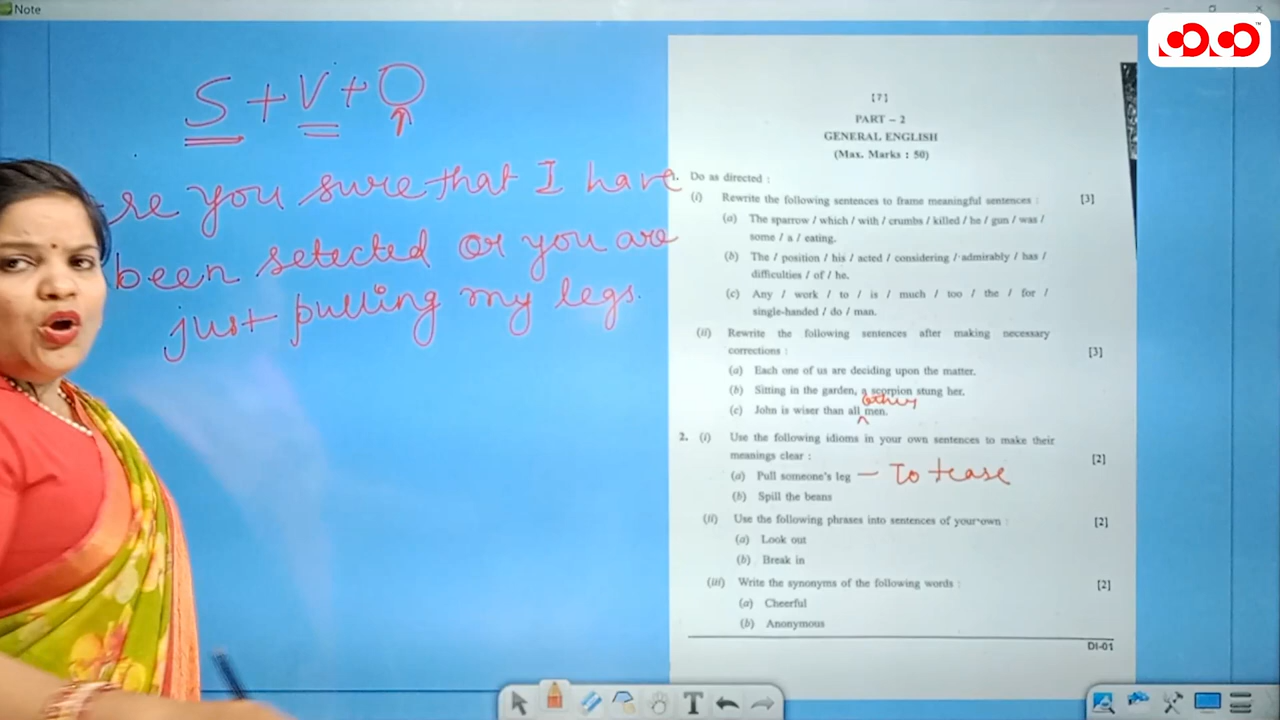 Note
S + V + O
re you sure that I have
been selected or you are
just pulling my legs.
[7]
PART – 2
GENERAL ENGLISH
(Max. Marks : 50)
1. Do as directed :
(i) Rewrite the following sentences to frame meaningful sentences : [3]
(a) The sparrow / which / with / crumbs / killed / he / gun / was /
some / a / eating.
(b) The / position / his / acted / considering / admirably / has /
difficulties / of / he.
(c) Any / work / to / is / much / too / the / for /
single-handed / do / man.
(ii) Rewrite the following sentences after making necessary
corrections : [3]
(a) Each one of us are deciding upon the matter.
(b) Sitting in the garden, a scorpion stung her.
other
(c) John is wiser than all ^ men.
2. (i) Use the following idioms in your own sentences to make their
meanings clear : [2]
(a) Pull someone's leg — To tease
(b) Spill the beans
(ii) Use the following phrases into sentences of your own : [2]
(a) Look out
(b) Break in
(iii) Write the synonyms of the following words : [2]
(a) Cheerful
(b) Anonymous
DI-01
T